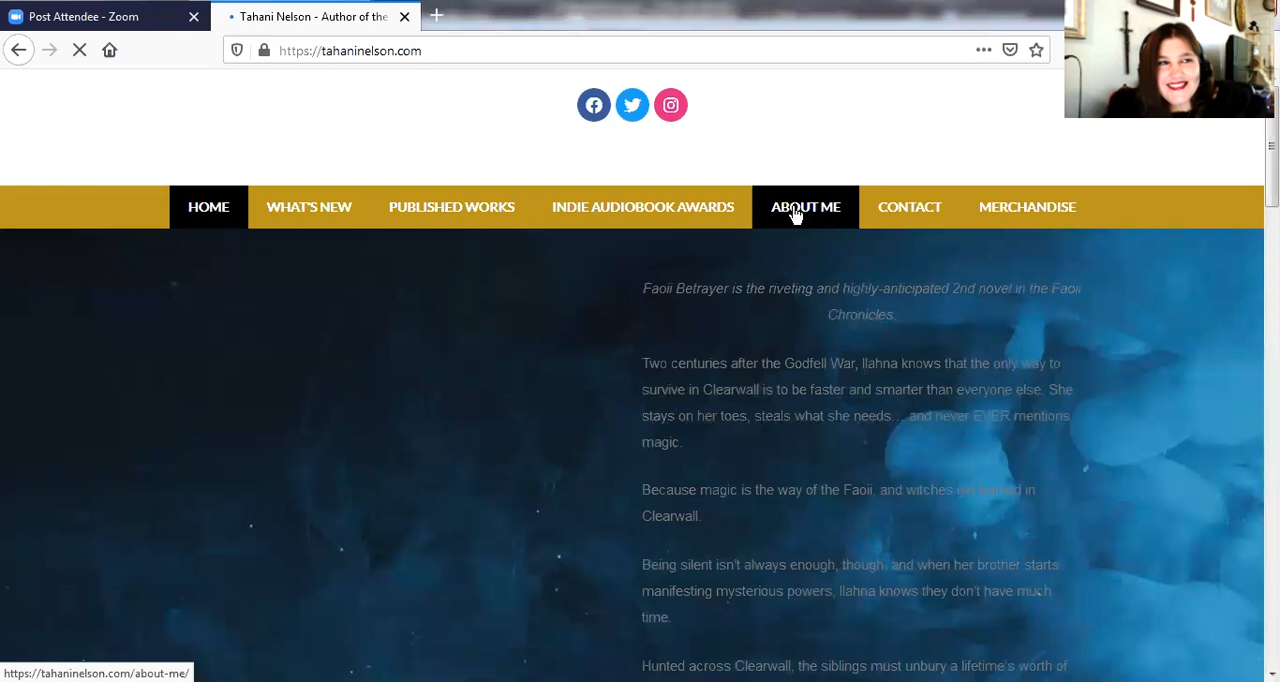 Post Attendee - Zoom
Tahani Nelson - Author of the
https://tahaninelson.com
HOME WHAT'S NEW PUBLISHED WORKS INDIE AUDIOBOOK AWARDS ABOUT ME CONTACT MERCHANDISE
Faoii Betrayer is the riveting and highly-anticipated 2nd novel in the Faoii
Chronicles.
Two centuries after the Godfell War, Ilahna knows that the only way to
survive in Clearwall is to be faster and smarter than everyone else. She
stays on her toes, steals what she needs… and never EVER mentions
magic.
Because magic is the way of the Faoii, and witches get burned in
Clearwall.
Being silent isn't always enough, though, and when her brother starts
manifesting mysterious powers, Ilahna knows they don't have much
time.
Hunted across Clearwall, the siblings must unbury a lifetime's worth of
https://tahaninelson.com/about-me/